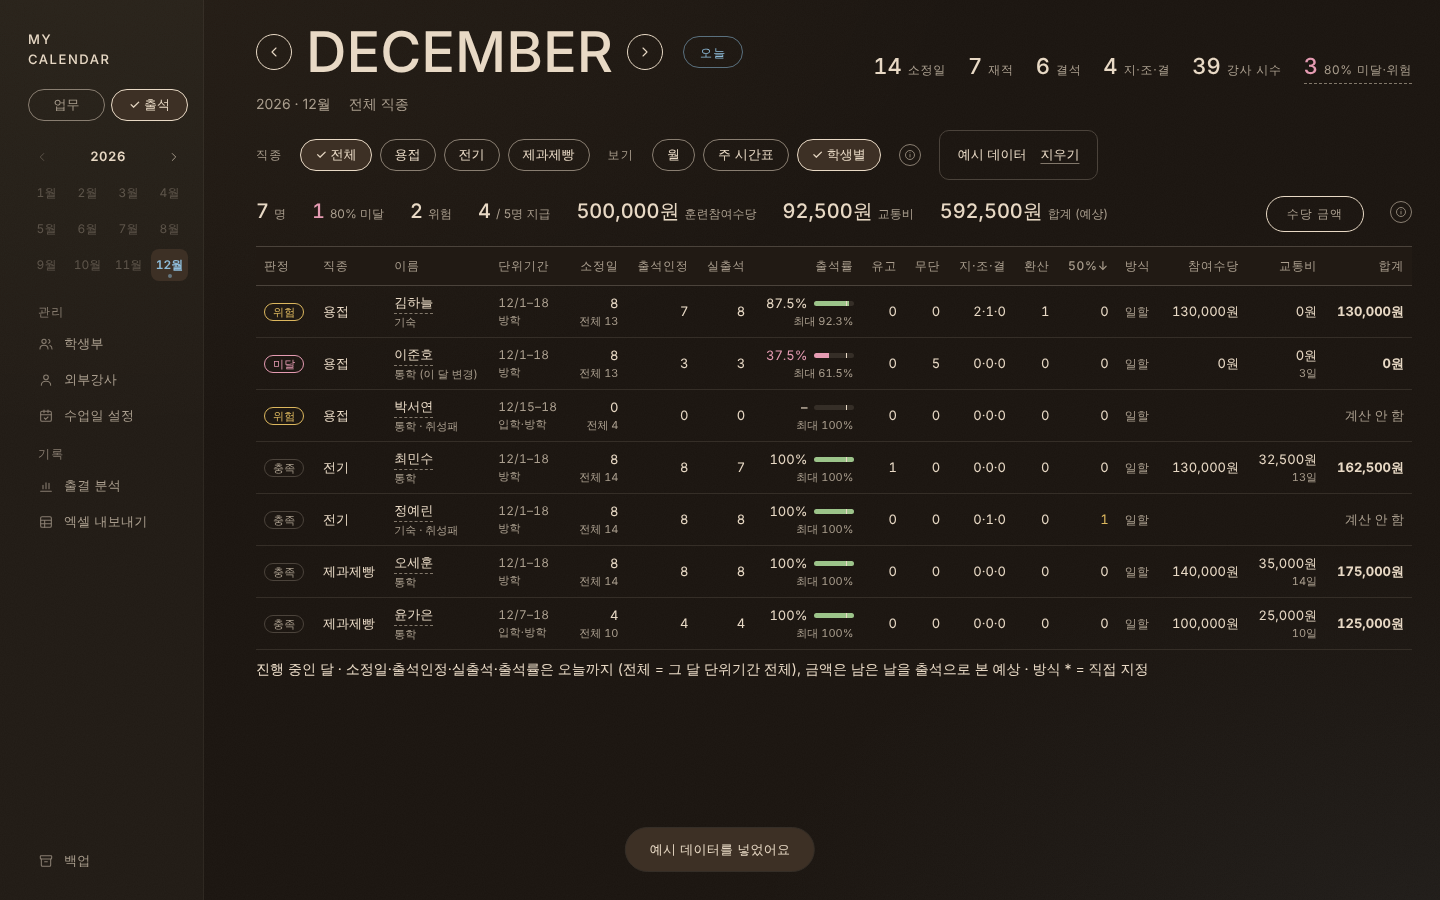 MY
CALENDAR
업무
출석
2026
1월 2월 3월 4월
5월 6월 7월 8월
9월 10월 11월 12월
관리
학생부
외부강사
수업일 설정
기록
출결 분석
엑셀 내보내기
백업
DECEMBER
오늘
14 소정일 7 재적 6 결석 4 지·조·결 39 강사 시수 3 80% 미달·위험
2026 · 12월 전체 직종
직종 전체 용접 전기 제과제빵 보기 월 주 시간표 학생별 예시 데이터 지우기
7 명 1 80% 미달 2 위험 4 / 5명 지급 500,000원 훈련참여수당 92,500원 교통비 592,500원 합계 (예상) 수당 금액
판정 직종 이름 단위기간 소정일 출석인정 실출석 출석률 유고 무단 지·조·결 환산 50%↓ 방식 참여수당 교통비 합계
위험 용접 김하늘 12/1–18 8 7 8 87.5% 0 0 2·1·0 1 0 일할 130,000원 0원 130,000원
기숙 방학 전체 13 최대 92.3%
미달 용접 이준호 12/1–18 8 3 3 37.5% 0 5 0·0·0 0 0 일할 0원 0원 0원
통학 (이 달 변경) 방학 전체 13 최대 61.5% 3일
위험 용접 박서연 12/15–18 0 0 0 – 0 0 0·0·0 0 0 일할 계산 안 함
통학 · 취성패 입학·방학 전체 4 최대 100%
충족 전기 최민수 12/1–18 8 8 7 100% 1 0 0·0·0 0 0 일할 130,000원 32,500원 162,500원
통학 방학 전체 14 최대 100% 13일
충족 전기 정예린 12/1–18 8 8 8 100% 0 0 0·1·0 0 1 일할 계산 안 함
기숙 · 취성패 방학 전체 14 최대 100%
충족 제과제빵 오세훈 12/1–18 8 8 8 100% 0 0 0·0·0 0 0 일할 140,000원 35,000원 175,000원
통학 방학 전체 14 최대 100% 14일
충족 제과제빵 윤가은 12/7–18 4 4 4 100% 0 0 0·0·0 0 0 일할 100,000원 25,000원 125,000원
통학 입학·방학 전체 10 최대 100% 10일
진행 중인 달 · 소정일·출석인정·실출석·출석률은 오늘까지 (전체 = 그 달 단위기간 전체), 금액은 남은 날을 출석으로 본 예상 · 방식 * = 직접 지정
예시 데이터를 넣었어요